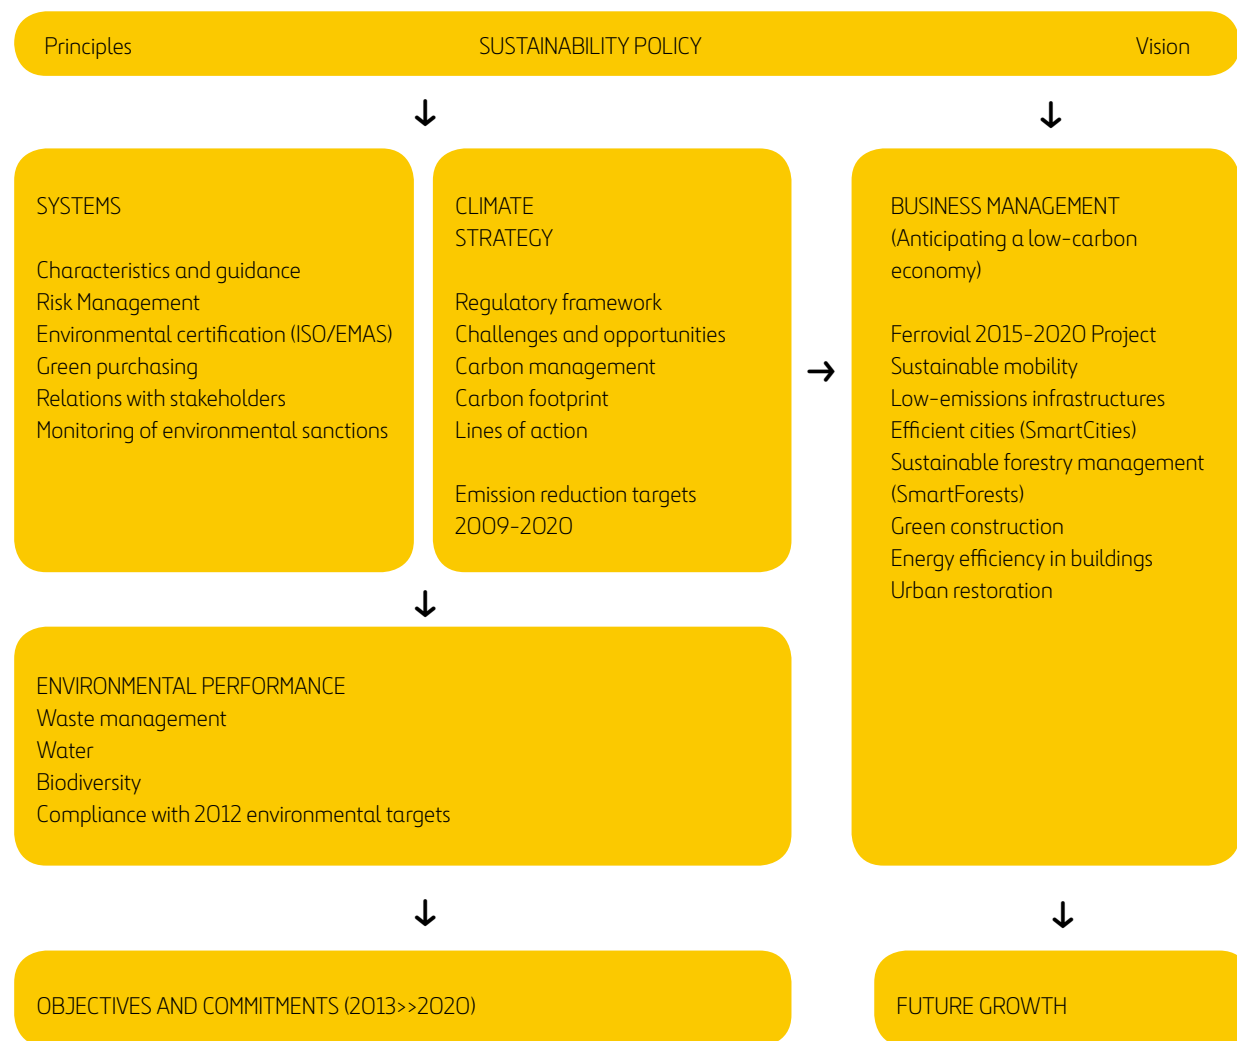 Principles SUSTAINABILITY POLICY Vision
SYSTEMS
Characteristics and guidance
Risk Management
Environmental certification (ISO/EMAS)
Green purchasing
Relations with stakeholders
Monitoring of environmental sanctions
CLIMATE
STRATEGY
Regulatory framework
Challenges and opportunities
Carbon management
Carbon footprint
Lines of action
Emission reduction targets
2009-2020
BUSINESS MANAGEMENT
(Anticipating a low-carbon
economy)
Ferrovial 2015-2020 Project
Sustainable mobility
Low-emissions infrastructures
Efficient cities (SmartCities)
Sustainable forestry management
(SmartForests)
Green construction
Energy efficiency in buildings
Urban restoration
ENVIRONMENTAL PERFORMANCE
Waste management
Water
Biodiversity
Compliance with 2012 environmental targets
OBJECTIVES AND COMMITMENTS (2013>>2020)
FUTURE GROWTH